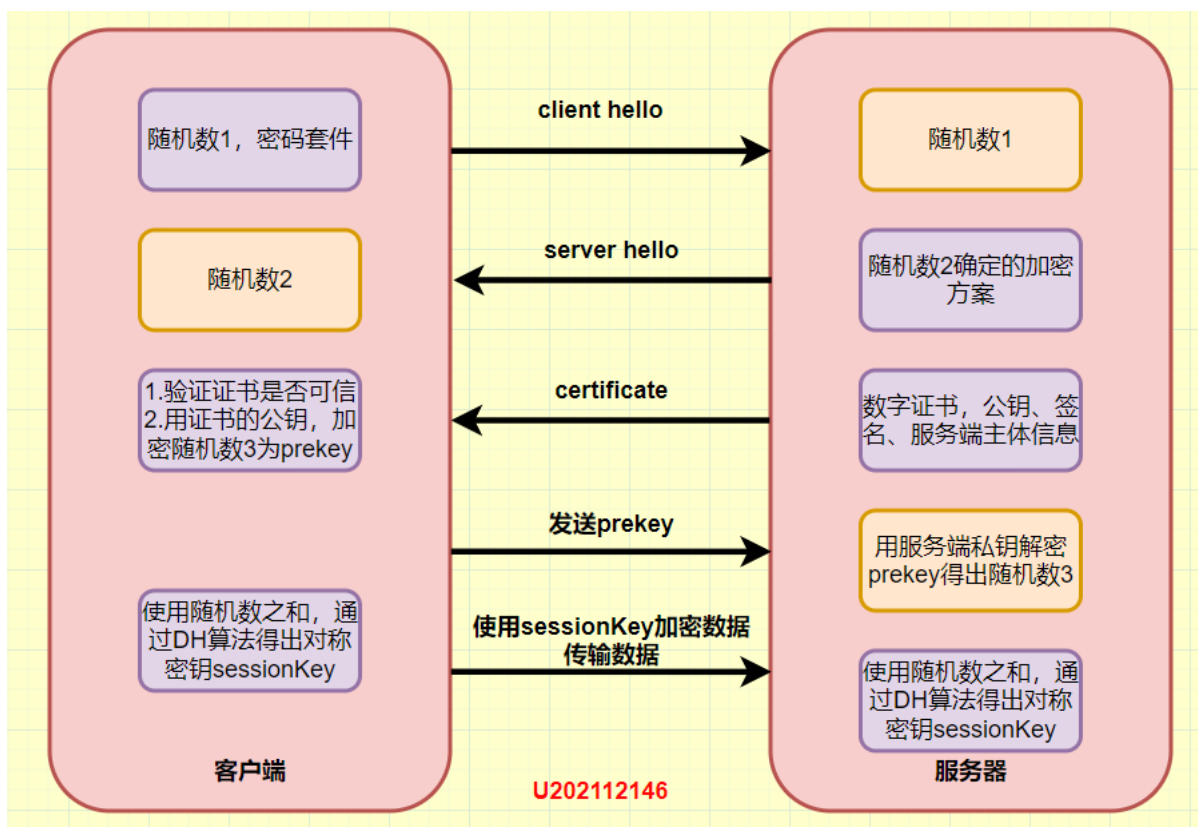 client hello
随机数1，密码套件
随机数1
server hello
随机数2
随机数2确定的加密
方案
certificate
1.验证证书是否可信
2.用证书的公钥，加
密随机数3为prekey
数字证书，公钥、签
名、服务端主体信息
发送prekey
用服务端私钥解密
prekey得出随机数3
使用随机数之和，通
过DH算法得出对称
密钥sessionKey
使用sessionKey加密数据
传输数据
使用随机数之和，通
过DH算法得出对称
密钥sessionKey
客户端
服务器
U202112146